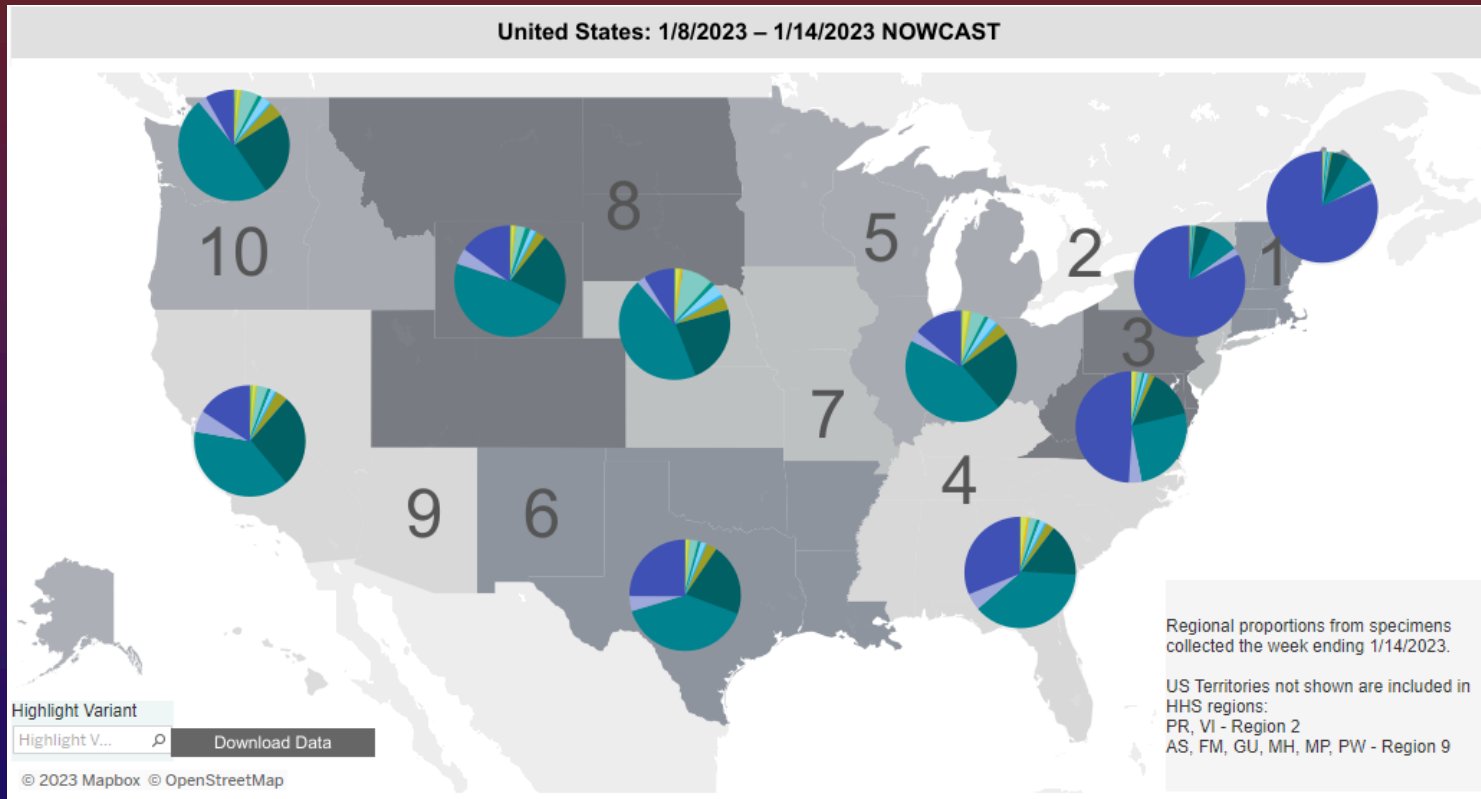 United States: 1/8/2023 – 1/14/2023 NOWCAST
8
10
5
2
1
3
7
4
9
6
Regional proportions from specimens
collected the week ending 1/14/2023.
US Territories not shown are included in
HHS regions:
PR, VI - Region 2
AS, FM, GU, MH, MP, PW - Region 9
Highlight Variant
Highlight V...
Download Data
© 2023 Mapbox © OpenStreetMap